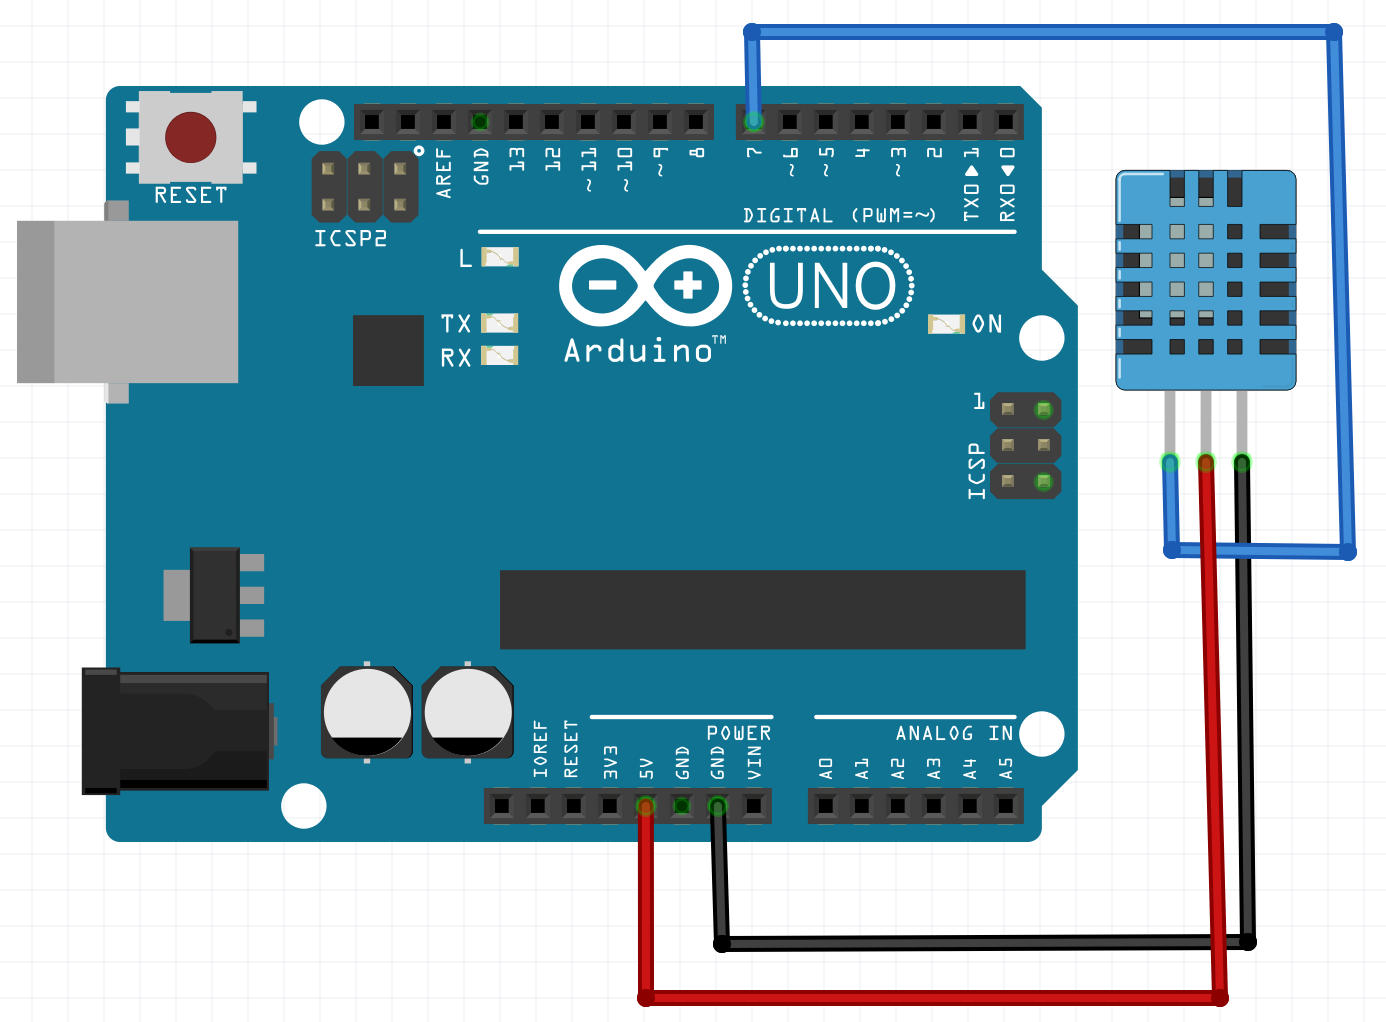 RESET
ICSP2
AREF
GND
13
12
~11
~10
~9
8
7
~6
~5
4
~3
2
TX0 ▶ 1
RX0 ◀ 0
DIGITAL (PWM=~)
L
TX
RX
UNO
ON
Arduino™
1
ICSP
POWER
ANALOG IN
IOREF
RESET
3V3
5V
GND
GND
VIN
A0
A1
A2
A3
A4
A5